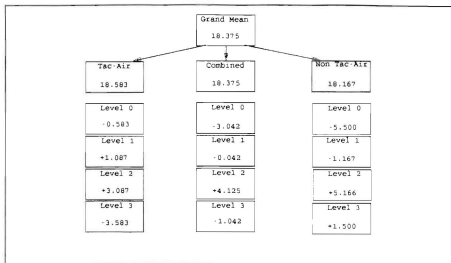 Grand Mean
18.375
Tac-Air
18.583
Combined
18.375
Non Tac-Air
18.167
Level 0
-0.583
Level 1
+1.087
Level 2
+3.087
Level 3
-3.583
Level 0
-3.042
Level 1
-0.042
Level 2
+4.125
Level 3
-1.042
Level 0
-5.500
Level 1
-1.167
Level 2
+5.166
Level 3
+1.500